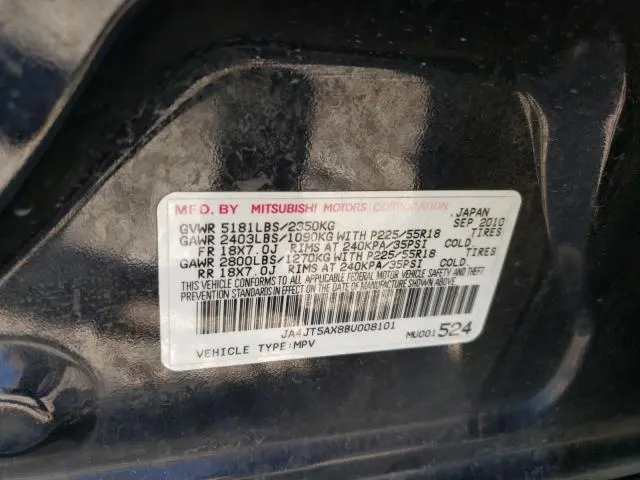 MFD. BY MITSUBISHI MOTORS CORPORATION, JAPAN
GVWR 5181LBS/2350KG SEP 2010
GAWR 2403LBS/1090KG WITH P225/55R18 TIRES
FR 18X7.0J RIMS AT 240KPA/35PSI COLD.
GAWR 2800LBS/1270KG WITH P225/55R18 TIRES
RR 18X7.0J RIMS AT 240KPA/35PSI COLD.
THIS VEHICLE CONFORMS TO ALL APPLICABLE FEDERAL MOTOR VEHICLE SAFETY, BUMPER AND THEFT
PREVENTION STANDARDS IN EFFECT ON THE DATE OF MANUFACTURE SHOWN ABOVE.
JA4JT5AX8BU008101
VEHICLE TYPE:MPV MU001524